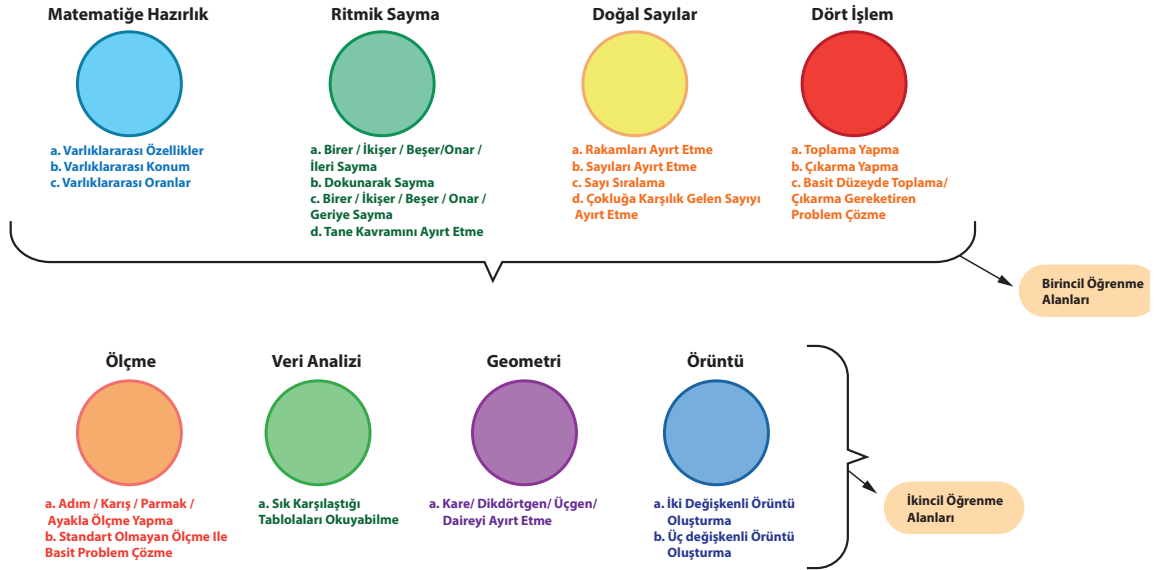 Matematiğe Hazırlık
a. Varlıklararası Özellikler
b. Varlıklararası Konum
c. Varlıklararası Oranlar
Ritmik Sayma
a. Birer / İkişer / Beşer/Onar /
İleri Sayma
b. Dokunarak Sayma
c. Birer / İkişer / Beşer / Onar /
Geriye Sayma
d. Tane Kavramını Ayırt Etme
Doğal Sayılar
a. Rakamları Ayırt Etme
b. Sayıları Ayırt Etme
c. Sayı Sıralama
d. Çokluğa Karşılık Gelen Sayıyı
Ayırt Etme
Dört İşlem
a. Toplama Yapma
b. Çıkarma Yapma
c. Basit Düzeyde Toplama/
Çıkarma Gereketiren
Problem Çözme
Birincil Öğrenme
Alanları
Ölçme
a. Adım / Karış / Parmak /
Ayakla Ölçme Yapma
b. Standart Olmayan Ölçme Ile
Basit Problem Çözme
Veri Analizi
a. Sık Karşılaştığı
Tablolaları Okuyabilme
Geometri
a. Kare/ Dikdörtgen/ Üçgen/
Daireyi Ayırt Etme
Örüntü
a. İki Değişkenli Örüntü
Oluşturma
b. Üç değişkenli Örüntü
Oluşturma
İkincil Öğrenme
Alanları